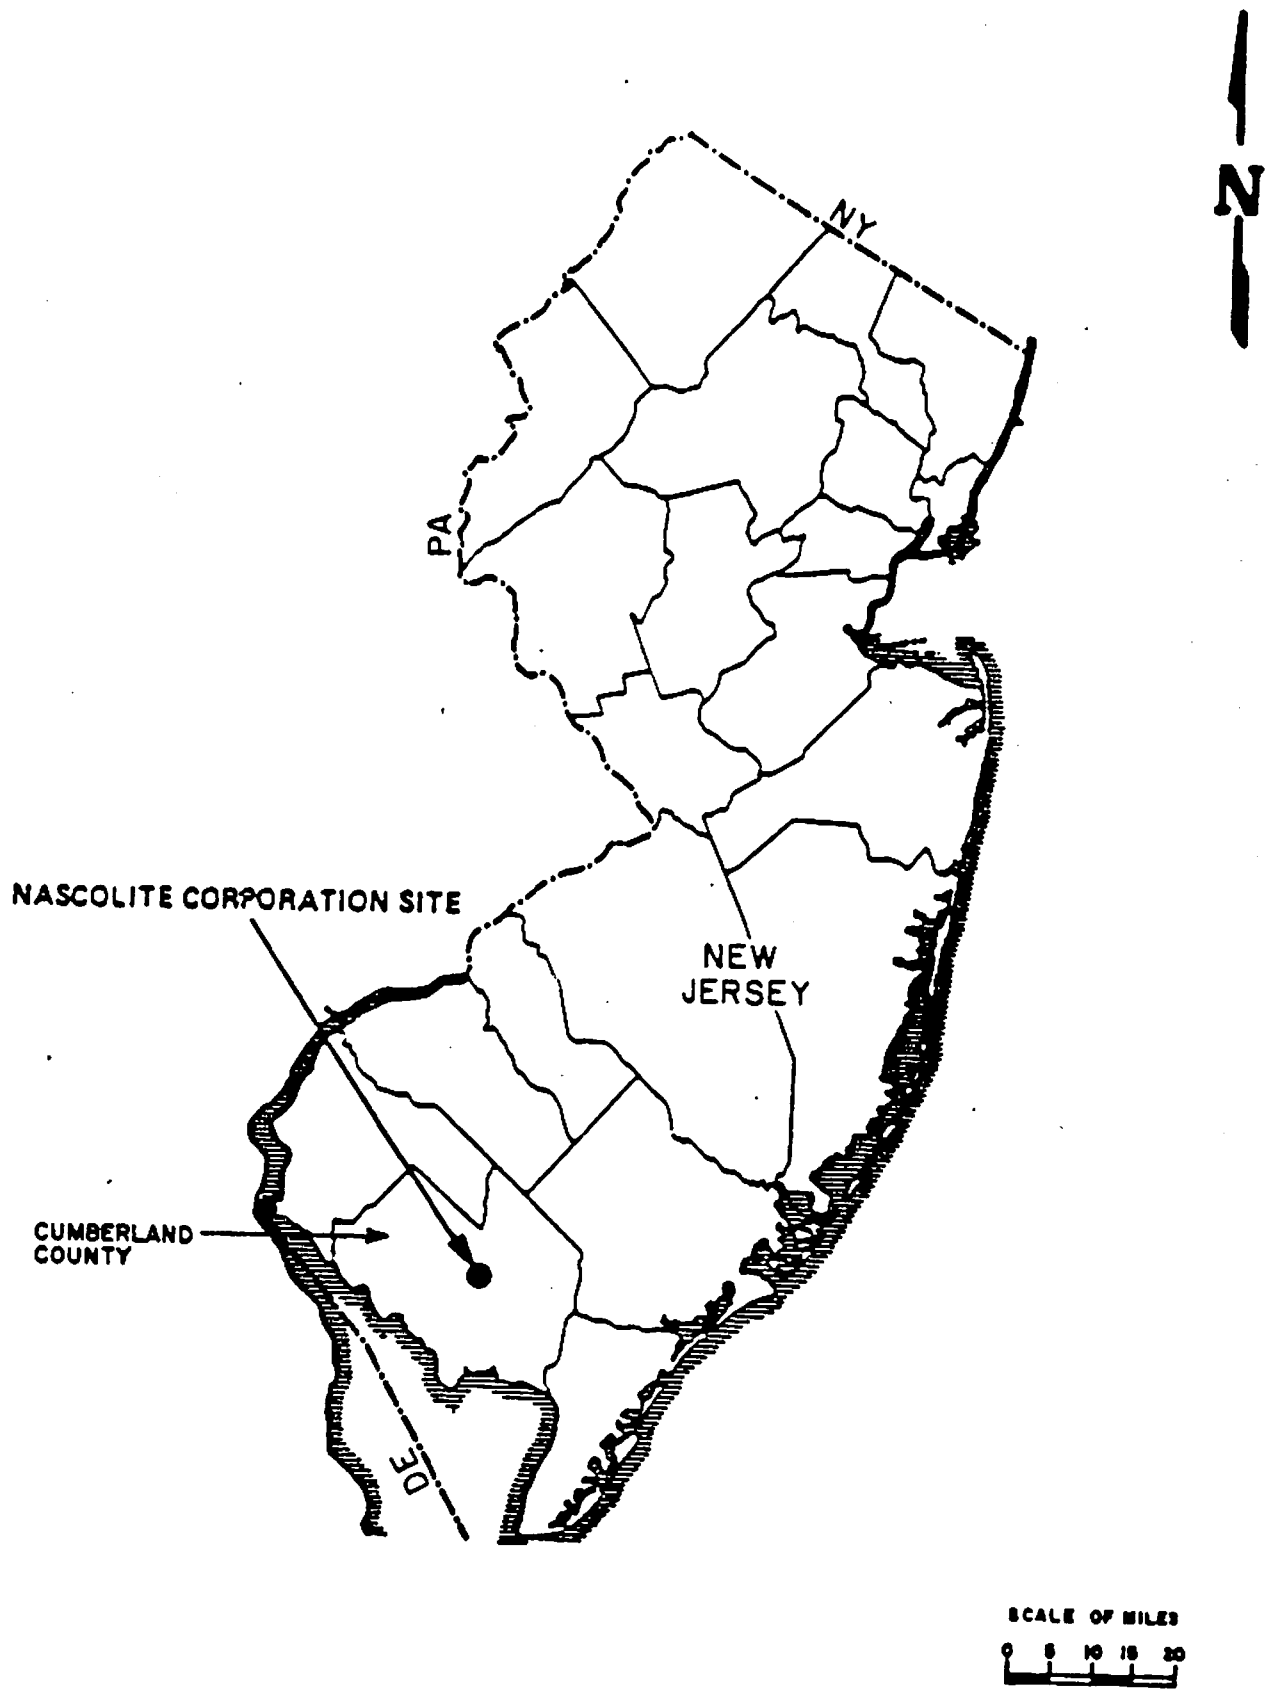 N
NY
PA
NASCOLITE CORPORATION SITE
NEW
JERSEY
CUMBERLAND
COUNTY
DE
SCALE OF MILES
0 5 10 15 20